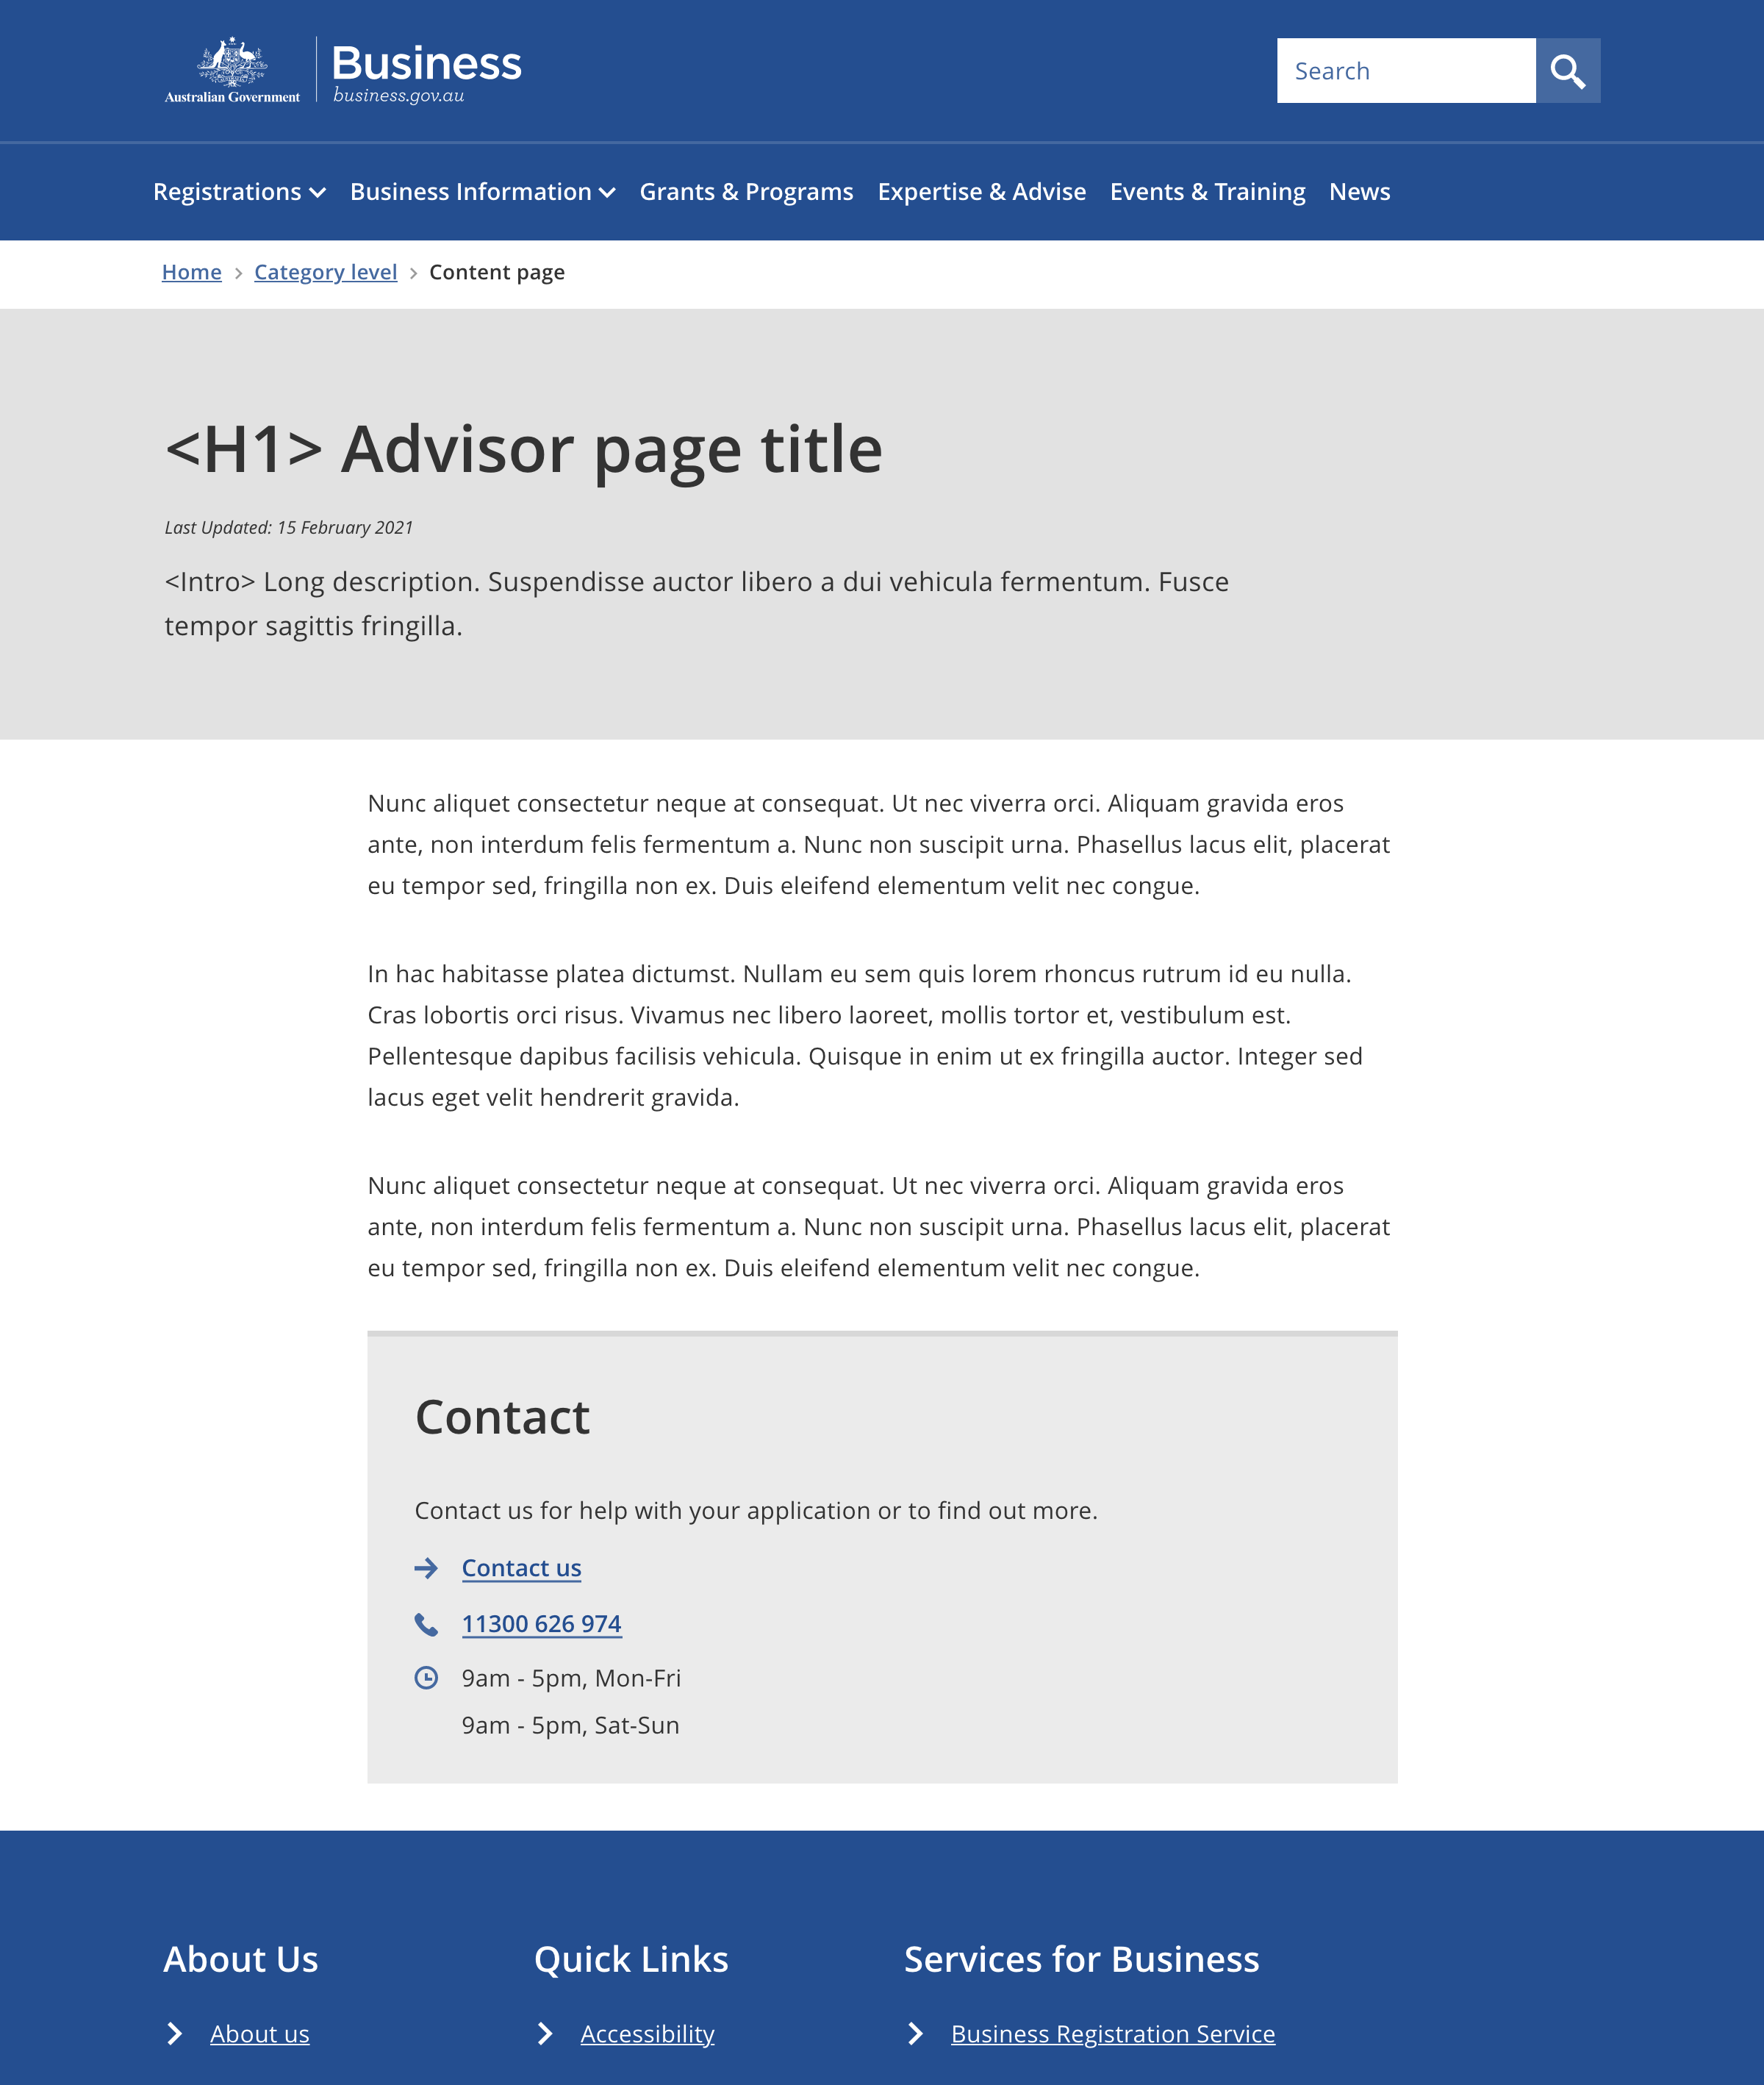 Australian Government
Business
business.gov.au
Search
Registrations Business Information Grants & Programs Expertise & Advise Events & Training News
Home > Category level > Content page
<H1> Advisor page title
Last Updated: 15 February 2021
<Intro> Long description. Suspendisse auctor libero a dui vehicula fermentum. Fusce
tempor sagittis fringilla.
Nunc aliquet consectetur neque at consequat. Ut nec viverra orci. Aliquam gravida eros
ante, non interdum felis fermentum a. Nunc non suscipit urna. Phasellus lacus elit, placerat
eu tempor sed, fringilla non ex. Duis eleifend elementum velit nec congue.
In hac habitasse platea dictumst. Nullam eu sem quis lorem rhoncus rutrum id eu nulla.
Cras lobortis orci risus. Vivamus nec libero laoreet, mollis tortor et, vestibulum est.
Pellentesque dapibus facilisis vehicula. Quisque in enim ut ex fringilla auctor. Integer sed
lacus eget velit hendrerit gravida.
Nunc aliquet consectetur neque at consequat. Ut nec viverra orci. Aliquam gravida eros
ante, non interdum felis fermentum a. Nunc non suscipit urna. Phasellus lacus elit, placerat
eu tempor sed, fringilla non ex. Duis eleifend elementum velit nec congue.
Contact
Contact us for help with your application or to find out more.
Contact us
11300 626 974
9am - 5pm, Mon-Fri
9am - 5pm, Sat-Sun
About Us
About us
Quick Links
Accessibility
Services for Business
Business Registration Service